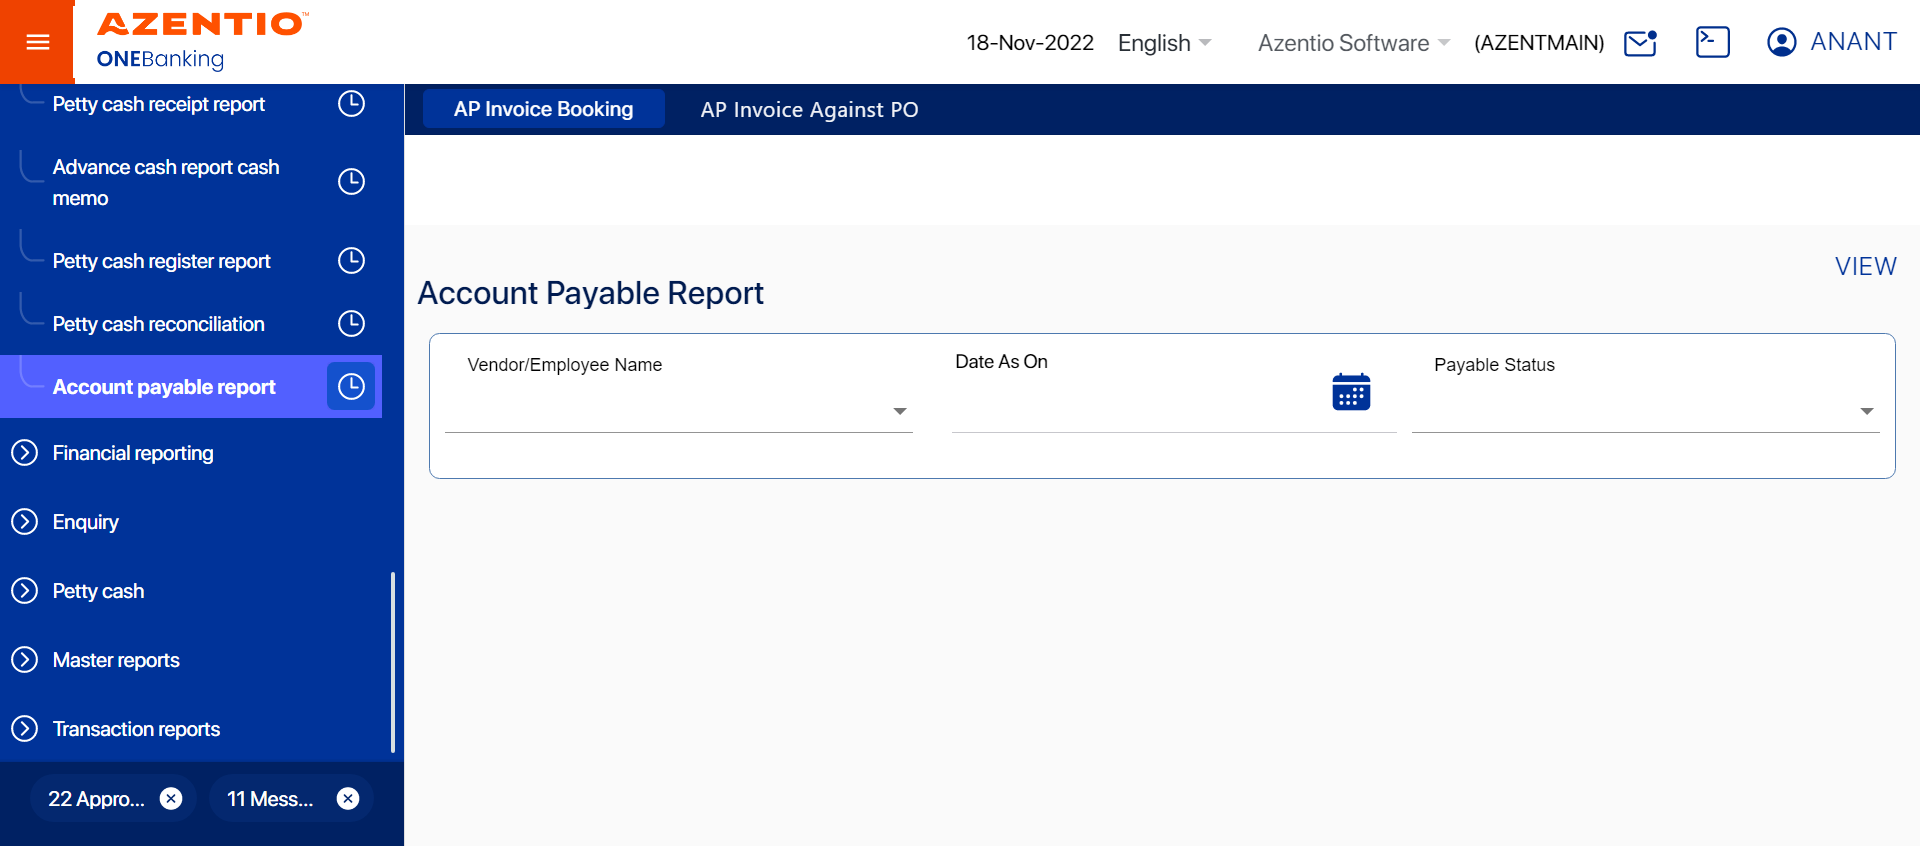 AZENTIO™
ONEBanking
18-Nov-2022 English Azentio Software (AZENTMAIN) ANANT
Petty cash receipt report
Advance cash report cash
memo
Petty cash register report
Petty cash reconciliation
Account payable report
Financial reporting
Enquiry
Petty cash
Master reports
Transaction reports
22 Appro...
11 Mess...
AP Invoice Booking
AP Invoice Against PO
VIEW
Account Payable Report
Vendor/Employee Name
Date As On
Payable Status